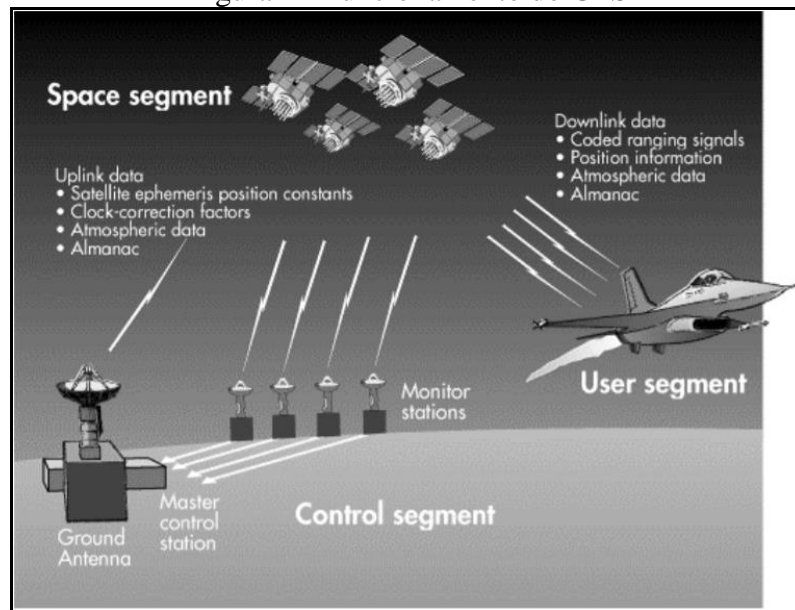 Space segment
Downlink data
• Coded ranging signals
• Position information
• Atmospheric data
• Almanac
Uplink data
• Satellite ephemeris position constants
• Clock-correction factors
• Atmospheric data
• Almanac
User segment
Monitor
stations
Master
control
station
Control segment
Ground
Antenna